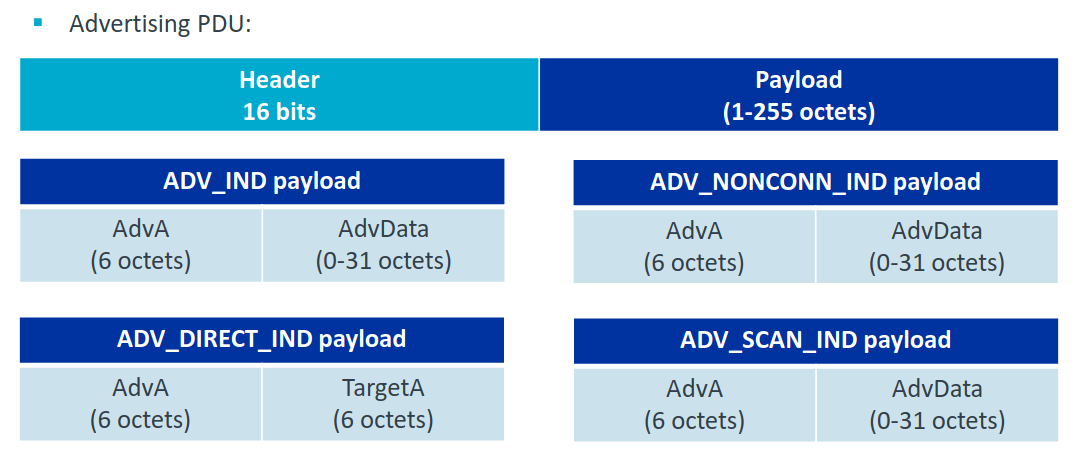 ▪ Advertising PDU:
Header
16 bits
Payload
(1-255 octets)
ADV_IND payload
AdvA
(6 octets)
AdvData
(0-31 octets)
ADV_NONCONN_IND payload
AdvA
(6 octets)
AdvData
(0-31 octets)
ADV_DIRECT_IND payload
AdvA
(6 octets)
TargetA
(6 octets)
ADV_SCAN_IND payload
AdvA
(6 octets)
AdvData
(0-31 octets)